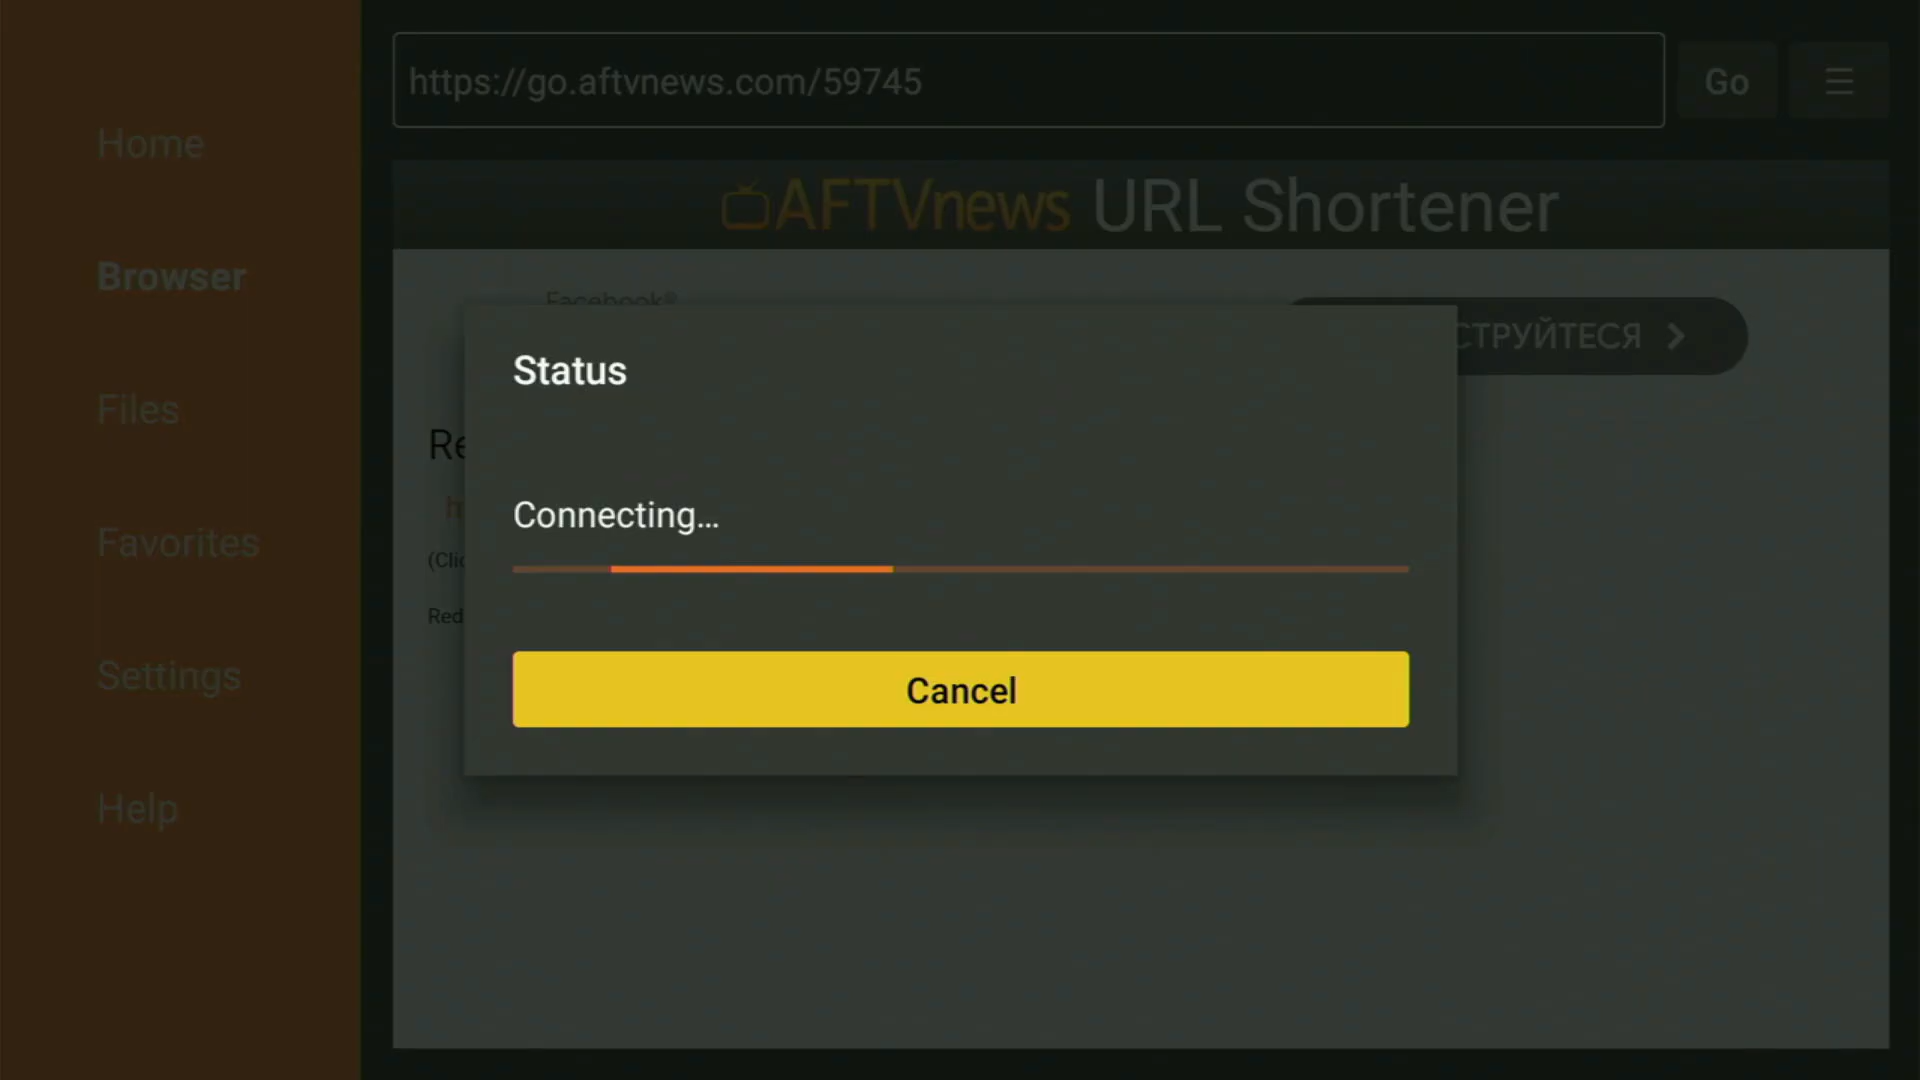 Home
Browser
Files
Favorites
Settings
Help
https://go.aftvnews.com/59745
Go
AFTVnews URL Shortener
Facebook®
Status
Connecting...
Cancel